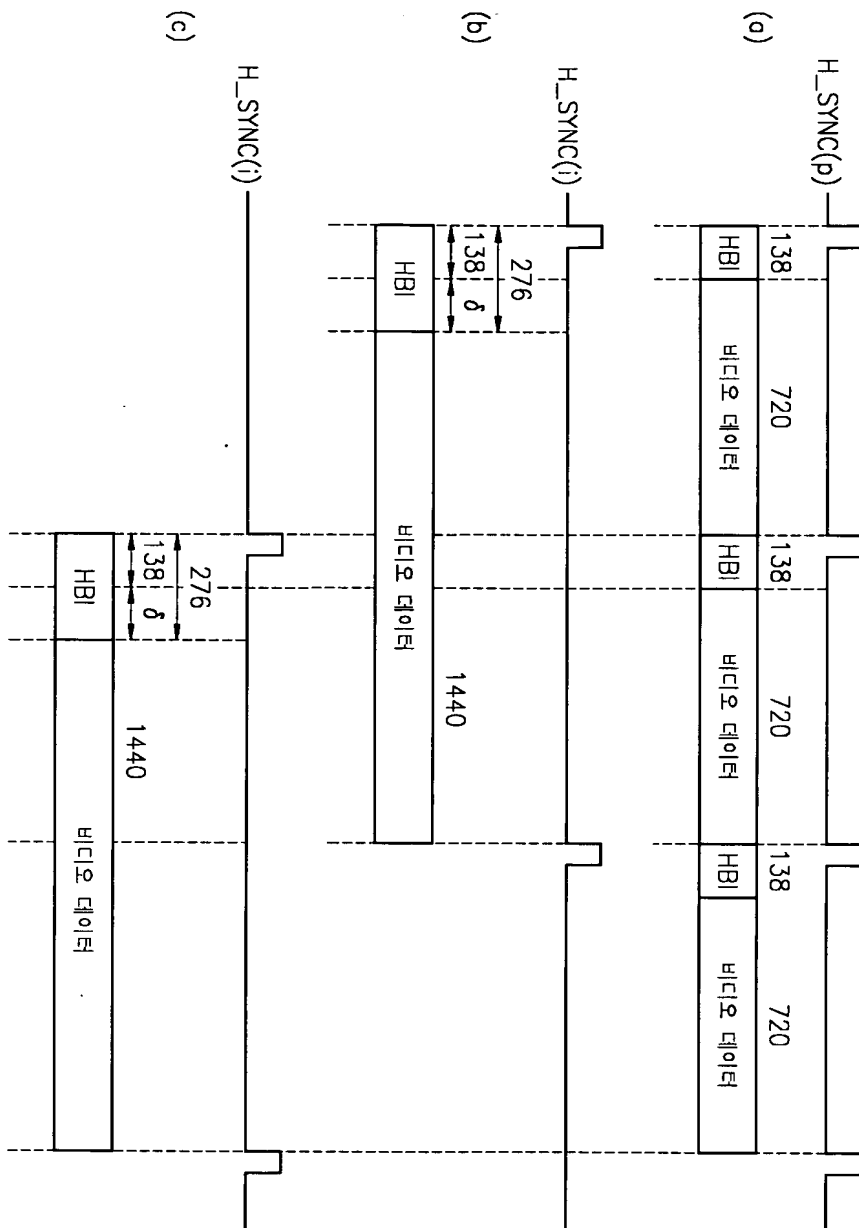 (a)
H_SYNC(p)
138
720
138
720
138
720
HBI
비디오 데이터
HBI
비디오 데이터
HBI
비디오 데이터
(b)
H_SYNC(i)
276
138
δ
1440
HBI
비디오 데이터
(c)
H_SYNC(i)
276
138
δ
1440
HBI
비디오 데이터